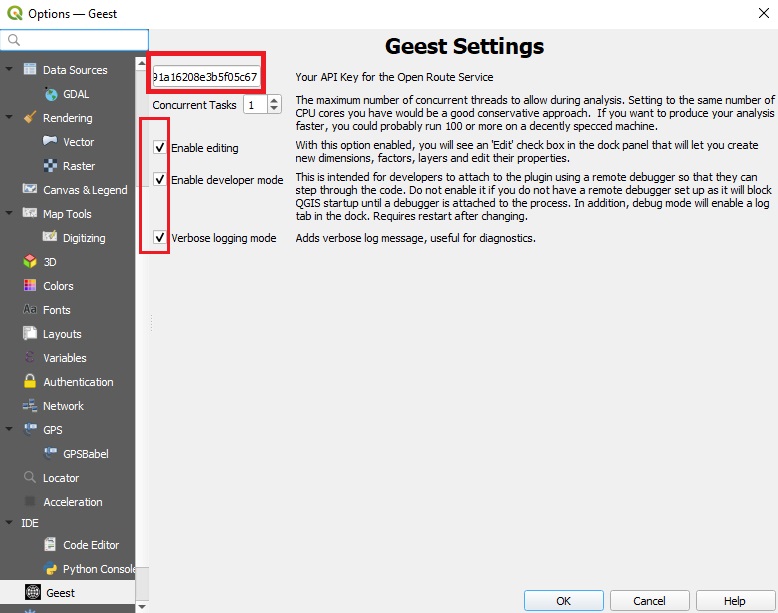 Options — Geest
Geest Settings
Data Sources
GDAL
Rendering
Vector
Raster
Canvas & Legend
Map Tools
Digitizing
3D
Colors
Fonts
Layouts
Variables
Authentication
Network
GPS
GPSBabel
Locator
Acceleration
IDE
Code Editor
Python Console
Geest
91a16208e3b5f05c67
Your API Key for the Open Route Service
Concurrent Tasks 1
The maximum number of concurrent threads to allow during analysis. Setting to the same number of
CPU cores you have would be a good conservative approach. If you want to produce your analysis
faster, you could probably run 100 or more on a decently specced machine.
Enable editing
With this option enabled, you will see an 'Edit' check box in the dock panel that will let you create
new dimensions, factors, layers and edit their properties.
Enable developer mode
This is intended for developers to attach to the plugin using a remote debugger so that they can
step through the code. Do not enable it if you do not have a remote debugger set up as it will block
QGIS startup until a debugger is attached to the process. In addition, debug mode will enable a log
tab in the dock. Requires restart after changing.
Verbose logging mode
Adds verbose log message, useful for diagnostics.
OK
Cancel
Help